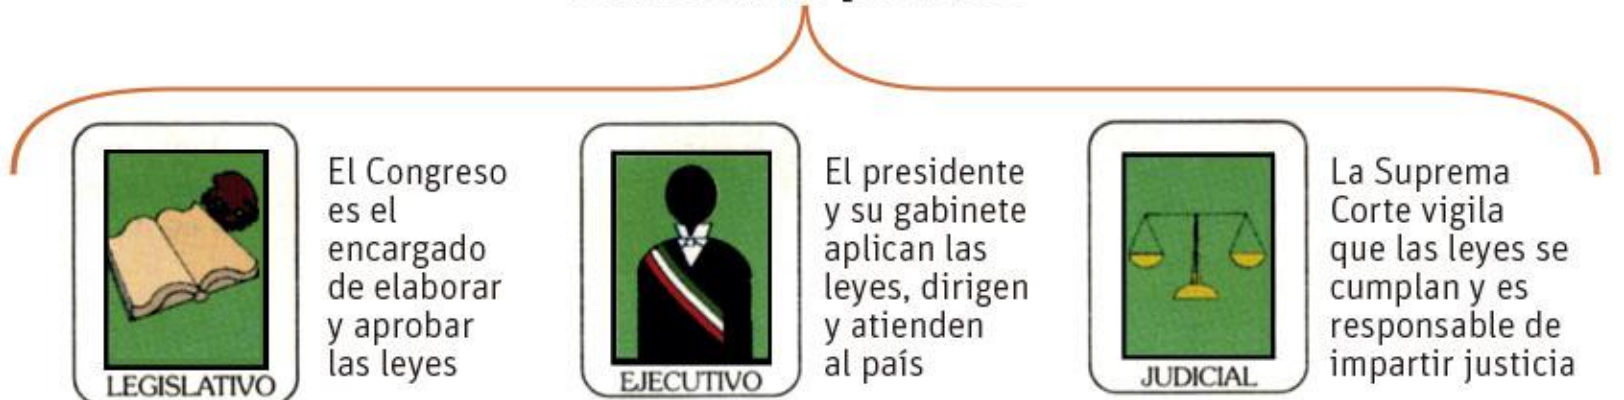 El Congreso
es el
encargado
de elaborar
y aprobar
las leyes
LEGISLATIVO
El presidente
y su gabinete
aplican las
leyes, dirigen
y atienden
al país
EJECUTIVO
La Suprema
Corte vigila
que las leyes se
cumplan y es
responsable de
impartir justicia
JUDICIAL